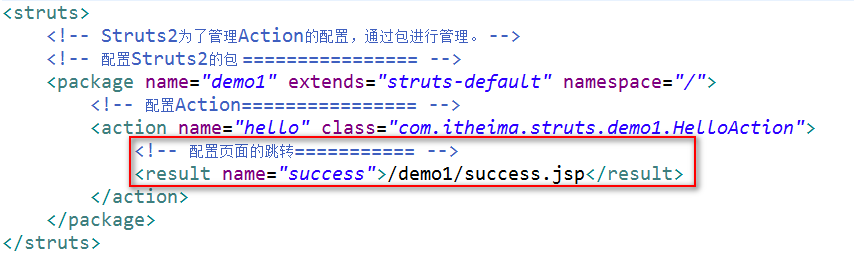 <struts>
<!-- Struts2为了管理Action的配置，通过包进行管理。-->
<!-- 配置Struts2的包 ================ -->
<package name="demo1" extends="struts-default" namespace="/">
<!-- 配置Action================ -->
<action name="hello" class="com.itheima.struts.demo1.HelloAction">
<!-- 配置页面的跳转=========== -->
<result name="success">/demo1/success.jsp</result>
</action>
</package>
</struts>